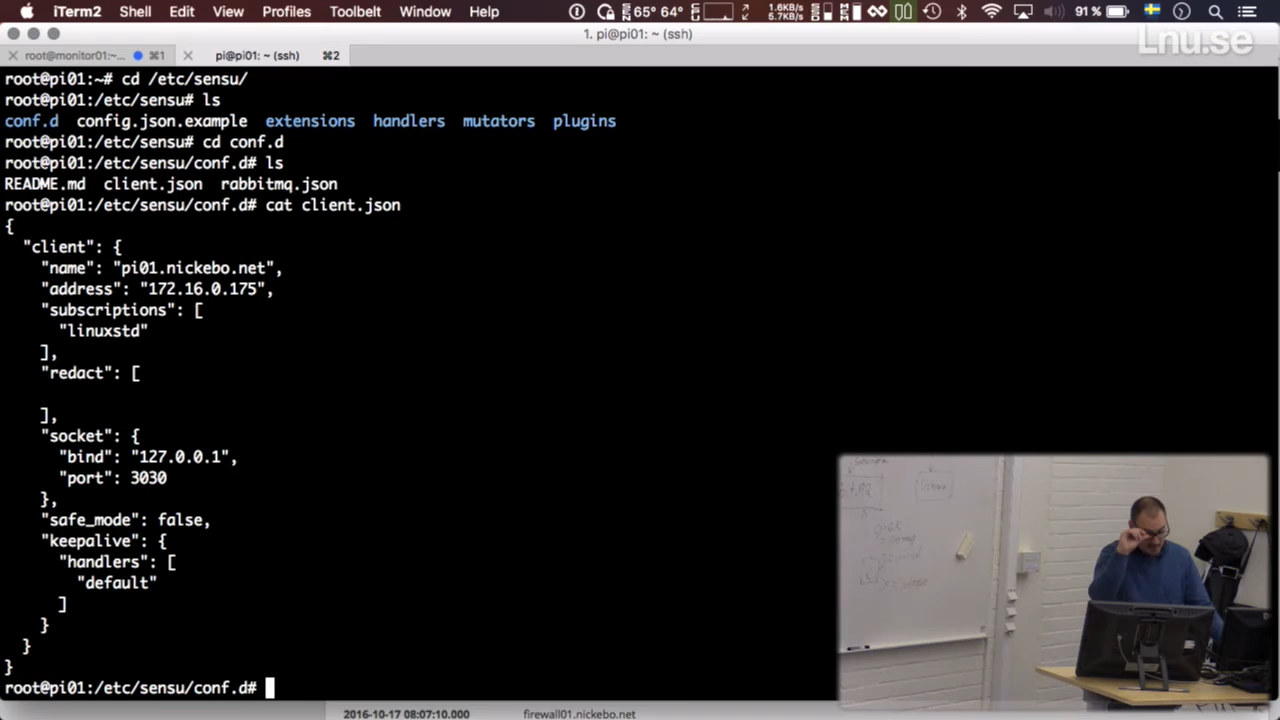 iTerm2 Shell Edit View Profiles Toolbelt Window Help 65° 64° 1.6KB/s 5.7KB/s 91 %
1. pi@pi01: ~ (ssh)
Lnu.se
root@monitor01:~... ⌘1 pi@pi01: ~ (ssh) ⌘2
root@pi01:~# cd /etc/sensu/
root@pi01:/etc/sensu# ls
conf.d config.json.example extensions handlers mutators plugins
root@pi01:/etc/sensu# cd conf.d
root@pi01:/etc/sensu/conf.d# ls
README.md client.json rabbitmq.json
root@pi01:/etc/sensu/conf.d# cat client.json
{
"client": {
"name": "pi01.nickebo.net",
"address": "172.16.0.175",
"subscriptions": [
"linuxstd"
],
"redact": [
],
"socket": {
"bind": "127.0.0.1",
"port": 3030
},
"safe_mode": false,
"keepalive": {
"handlers": [
"default"
]
}
}
}
root@pi01:/etc/sensu/conf.d#
2016-10-17 08:07:10.000 firewall01.nickebo.net